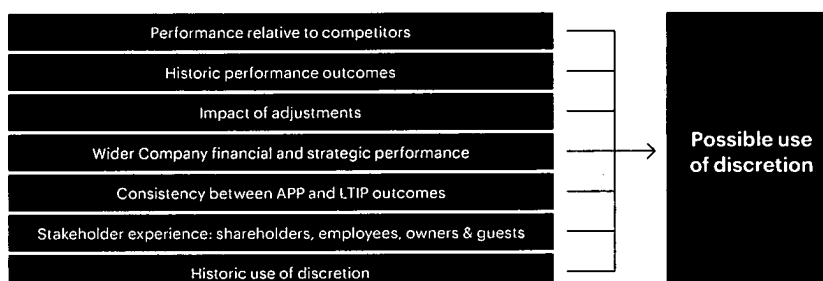 Performance relative to competitors
Historic performance outcomes
Impact of adjustments
Wider Company financial and strategic performance
Consistency between APP and LTIP outcomes
Stakeholder experience: shareholders, employees, owners & guests
Historic use of discretion
Possible use
of discretion